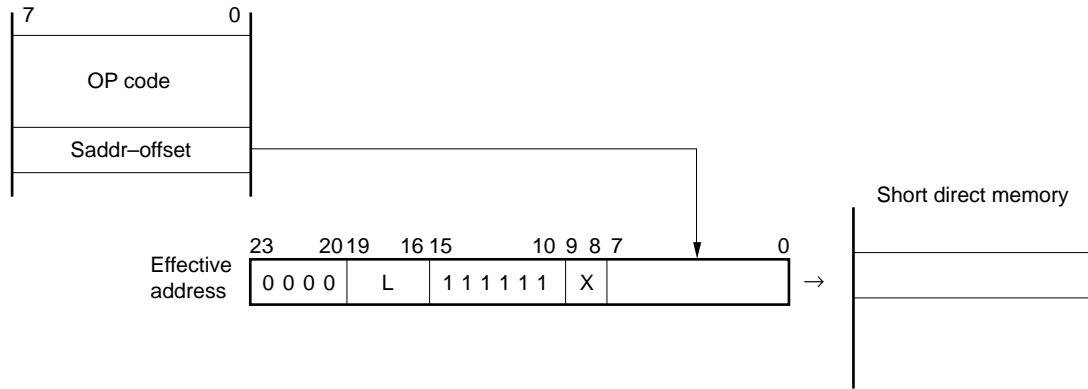 7 0
OP code
Saddr–offset
Short direct memory
23 20 19 16 15 10 9 8 7 0
Effective
address
0 0 0 0 L 1 1 1 1 1 1 X →